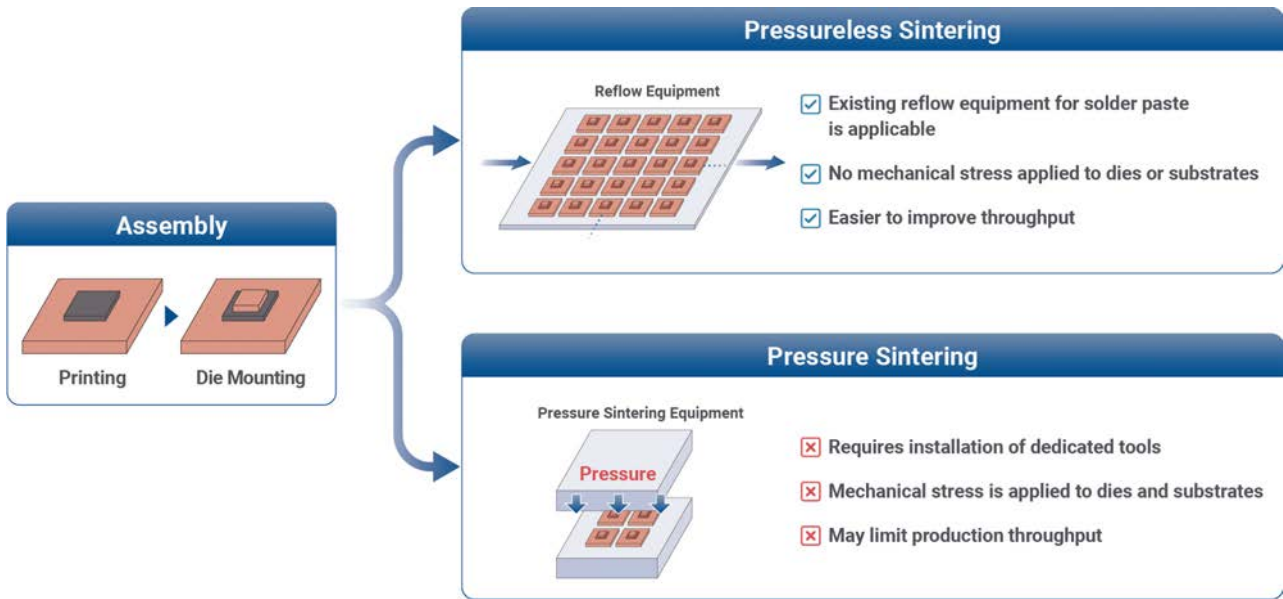 Assembly
Printing
Die Mounting
Pressureless Sintering
Reflow Equipment
Existing reflow equipment for solder paste
is applicable
No mechanical stress applied to dies or substrates
Easier to improve throughput
Pressure Sintering
Pressure Sintering Equipment
Pressure
Requires installation of dedicated tools
Mechanical stress is applied to dies and substrates
May limit production throughput